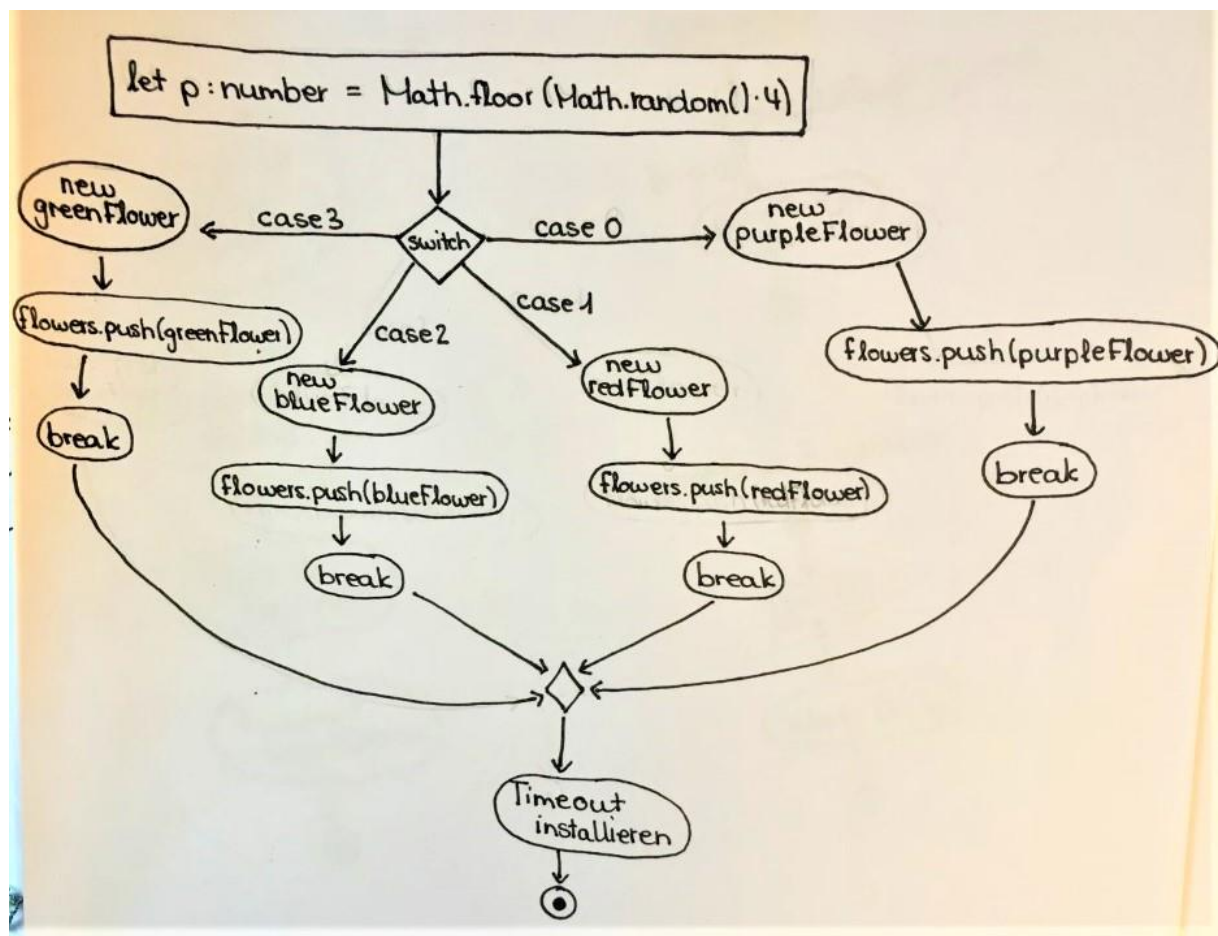 let p:number = Math.floor(Math.random()·4)
new
greenFlower
case 3
switch
case 0
new
purpleFlower
flowers.push(greenFlower)
case 2
case 1
flowers.push(purpleFlower)
new
blueFlower
new
redFlower
break
break
flowers.push(blueFlower)
flowers.push(redFlower)
break
break
Timeout
installieren